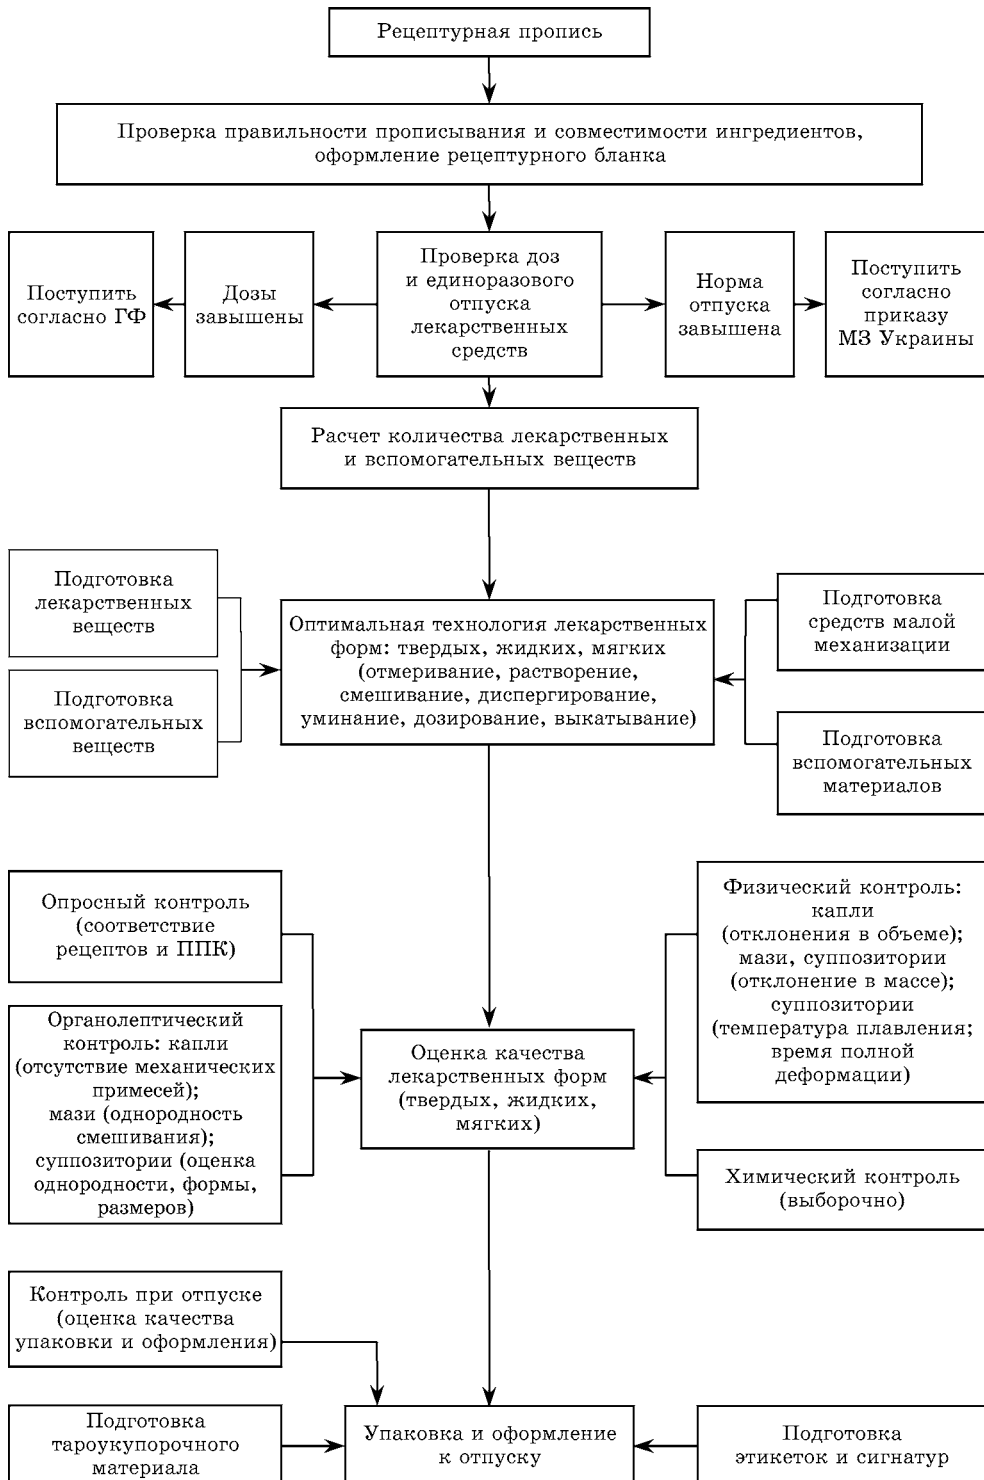 Рецептурная пропись
Проверка правильности прописывания и совместимости ингредиентов,
оформление рецептурного бланка
Поступить
согласно ГФ
Дозы
завышены
Проверка доз
и единоразового
отпуска
лекарственных
средств
Норма
отпуска
завышена
Поступить
согласно
приказу
МЗ Украины
Расчет количества лекарственных
и вспомогательных веществ
Подготовка
лекарственных
веществ
Подготовка
вспомогательных
веществ
Оптимальная технология лекарственных
форм: твердых, жидких, мягких
(отмеривание, растворение,
смешивание, диспергирование,
уминание, дозирование, выкатывание)
Подготовка
средств малой
механизации
Подготовка
вспомогательных
материалов
Опросный контроль
(соответствие
рецептов и ППК)
Органолептический
контроль: капли
(отсутствие механических
примесей);
мази (однородность
смешивания);
суппозитории (оценка
однородности, формы,
размеров)
Оценка качества
лекарственных форм
(твердых, жидких,
мягких)
Физический контроль:
капли
(отклонения в объеме);
мази, суппозитории
(отклонение в массе);
суппозитории
(температура плавления;
время полной
деформации)
Химический контроль
(выборочно)
Контроль при отпуске
(оценка качества
упаковки и оформления)
Подготовка
тароукупорочного
материала
Упаковка и оформление
к отпуску
Подготовка
этикеток и сигнатур